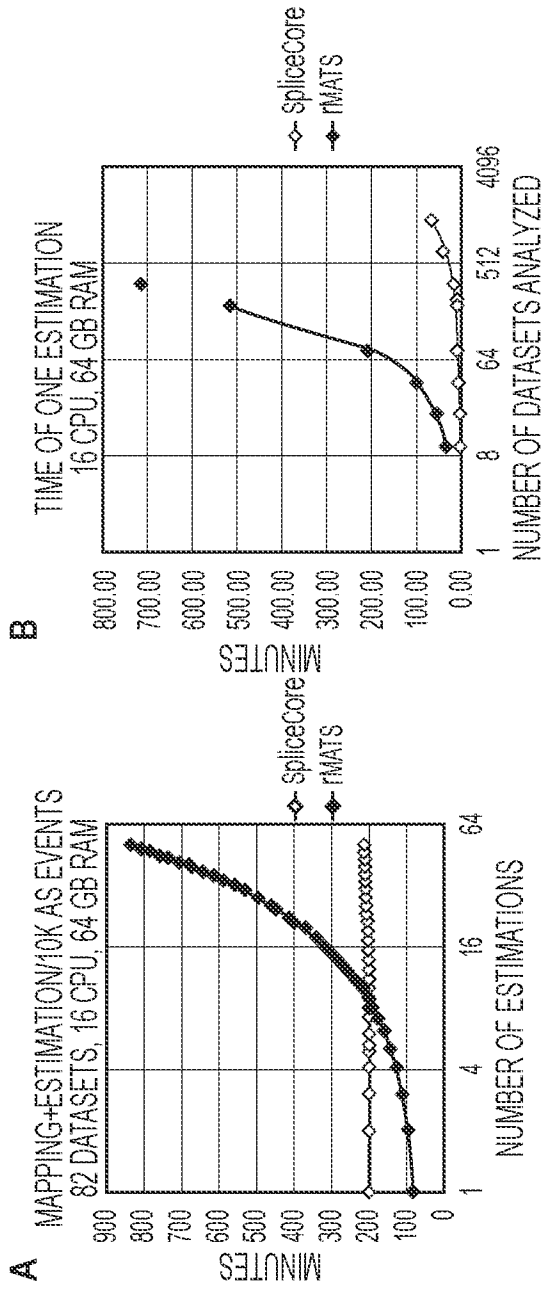 A
MAPPING+ESTIMATION/10K AS EVENTS
82 DATASETS, 16 CPU, 64 GB RAM
MINUTES
900
800
700
600
500
400
300
200
100
0
1
4
16
64
NUMBER OF ESTIMATIONS
SpliceCore
rMATS
B
TIME OF ONE ESTIMATION
16 CPU, 64 GB RAM
MINUTES
800.00
700.00
600.00
500.00
400.00
300.00
200.00
100.00
0.00
1
8
64
512
4096
NUMBER OF DATASETS ANALYZED
SpliceCore
rMATS